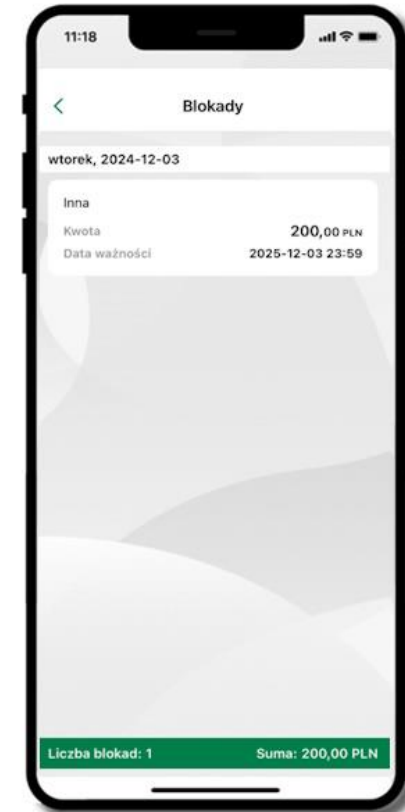 11:18
Blokady
wtorek, 2024-12-03
Inna
Kwota 200,00 PLN
Data ważności 2025-12-03 23:59
Liczba blokad: 1 Suma: 200,00 PLN